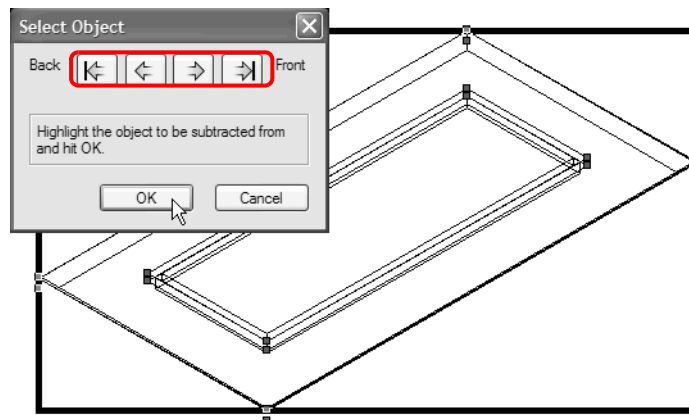 Select Object
Back Front
Highlight the object to be subtracted from
and hit OK.
OK Cancel